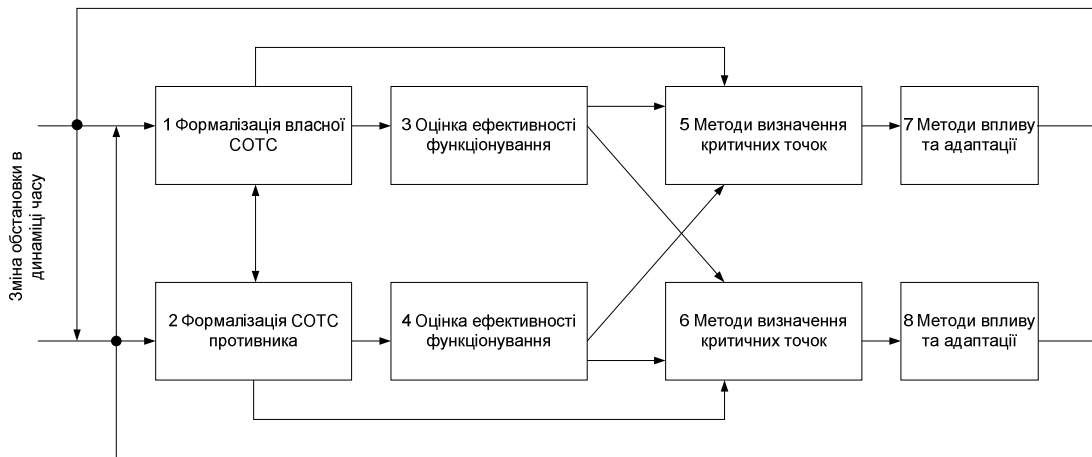 Зміна обстановки в
динаміці часу
1 Формалізація власної
СОТС
3 Оцінка ефективності
функціонування
5 Методи визначення
критичних точок
7 Методи впливу
та адаптації
2 Формалізація СОТС
противника
4 Оцінка ефективності
функціонування
6 Методи визначення
критичних точок
8 Методи впливу
та адаптації